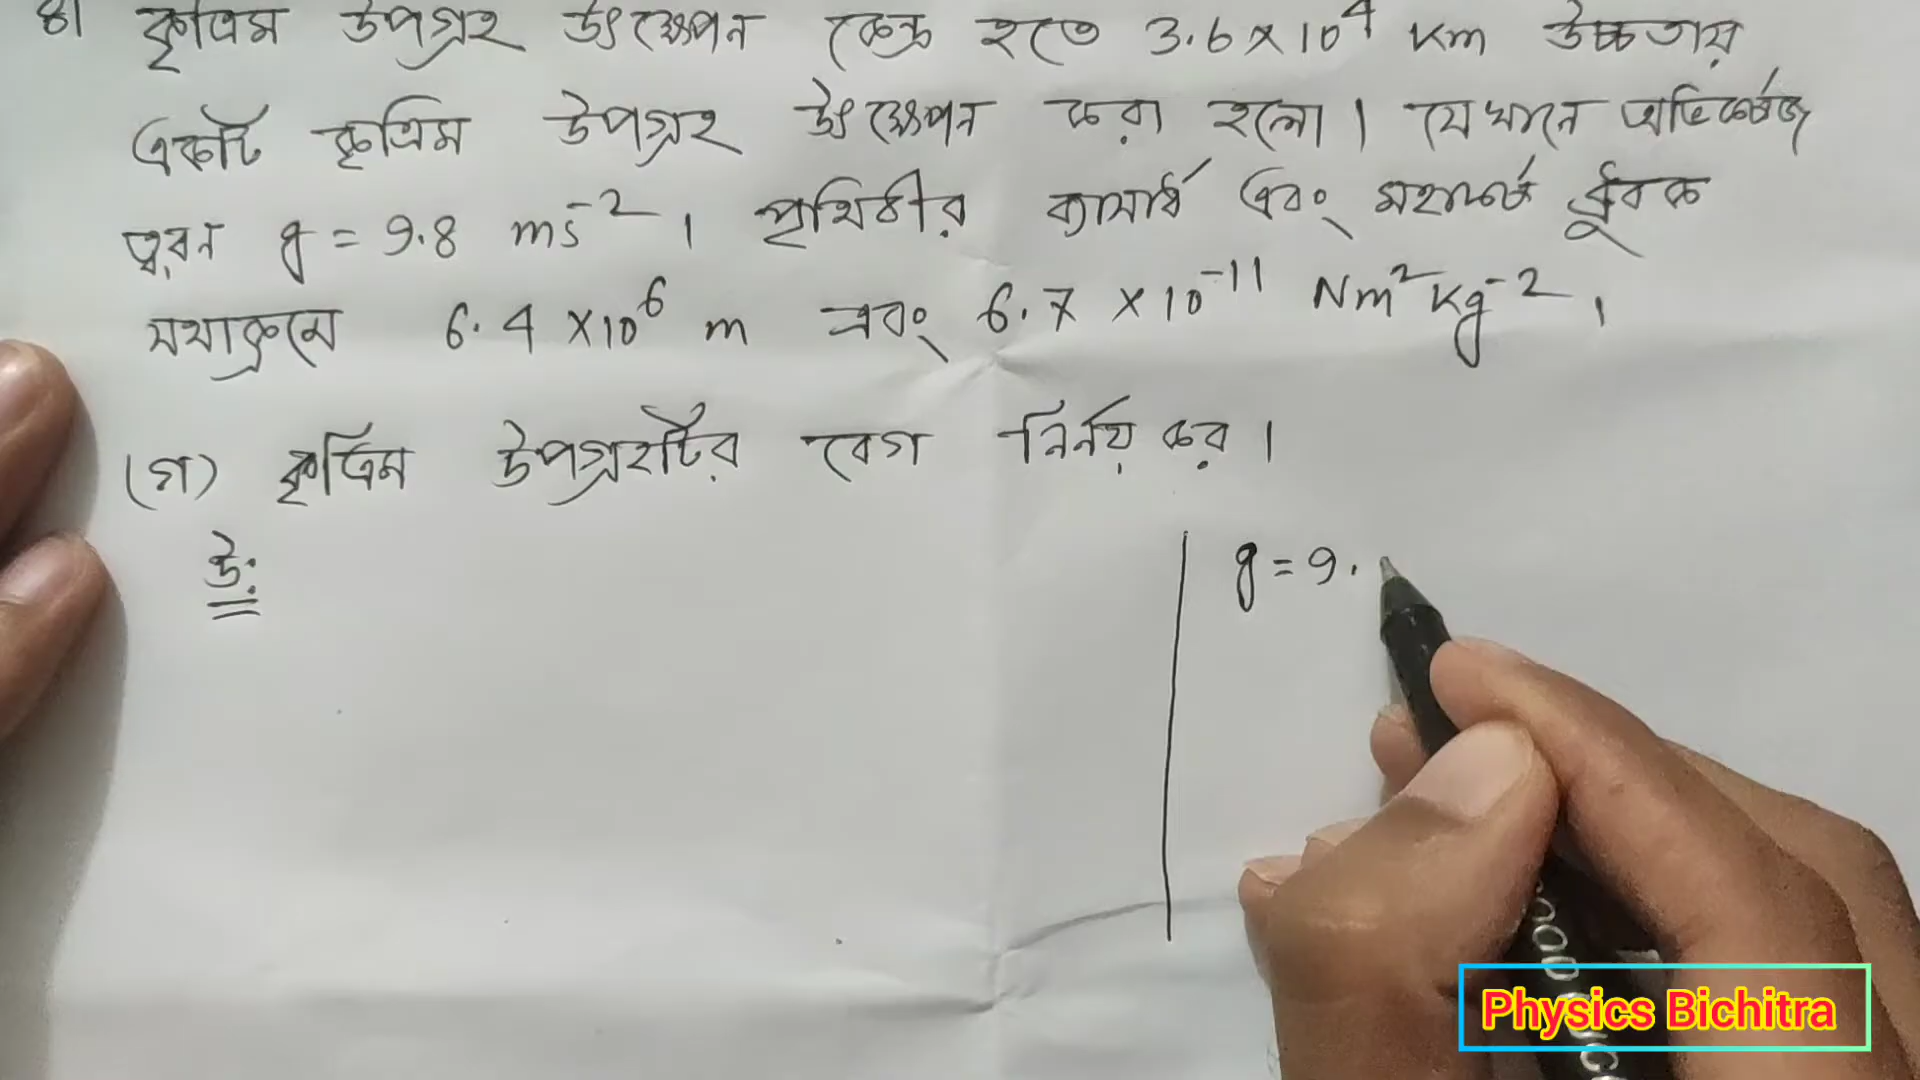 ৪। কৃত্রিম উপগ্রহ উৎক্ষেপন কেন্দ্র হতে 3.6×10⁴ Km উচ্চতায়
একটি কৃত্রিম উপগ্রহ উৎক্ষেপন করা হলো। যেখানে অভিকর্ষজ
ত্বরন g = 9.8 ms⁻²। পৃথিবীর ব্যাসার্ধ এবং মহাকর্ষ ধ্রুবক
যথাক্রমে 6.4 ×10⁶ m এবং 6.7 ×10⁻¹¹ Nm²Kg⁻²।
(গ) কৃত্রিম উপগ্রহটির বেগ নির্নয় কর।
উ:
g = 9.
Physics Bichitra